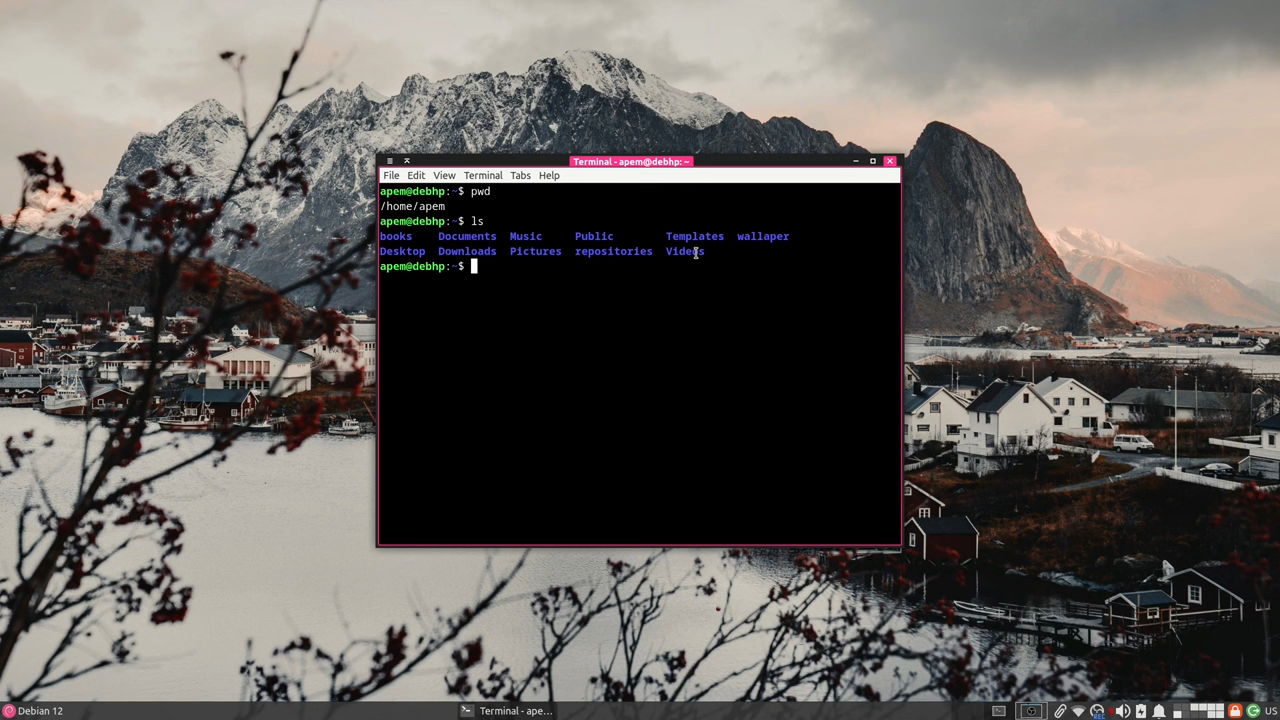 Terminal - apem@debhp: ~
File Edit View Terminal Tabs Help
apem@debhp:~$ pwd
/home/apem
apem@debhp:~$ ls
books Documents Music Public Templates wallaper
Desktop Downloads Pictures repositories Videos
apem@debhp:~$
Debian 12
Terminal - ape...
REC
US